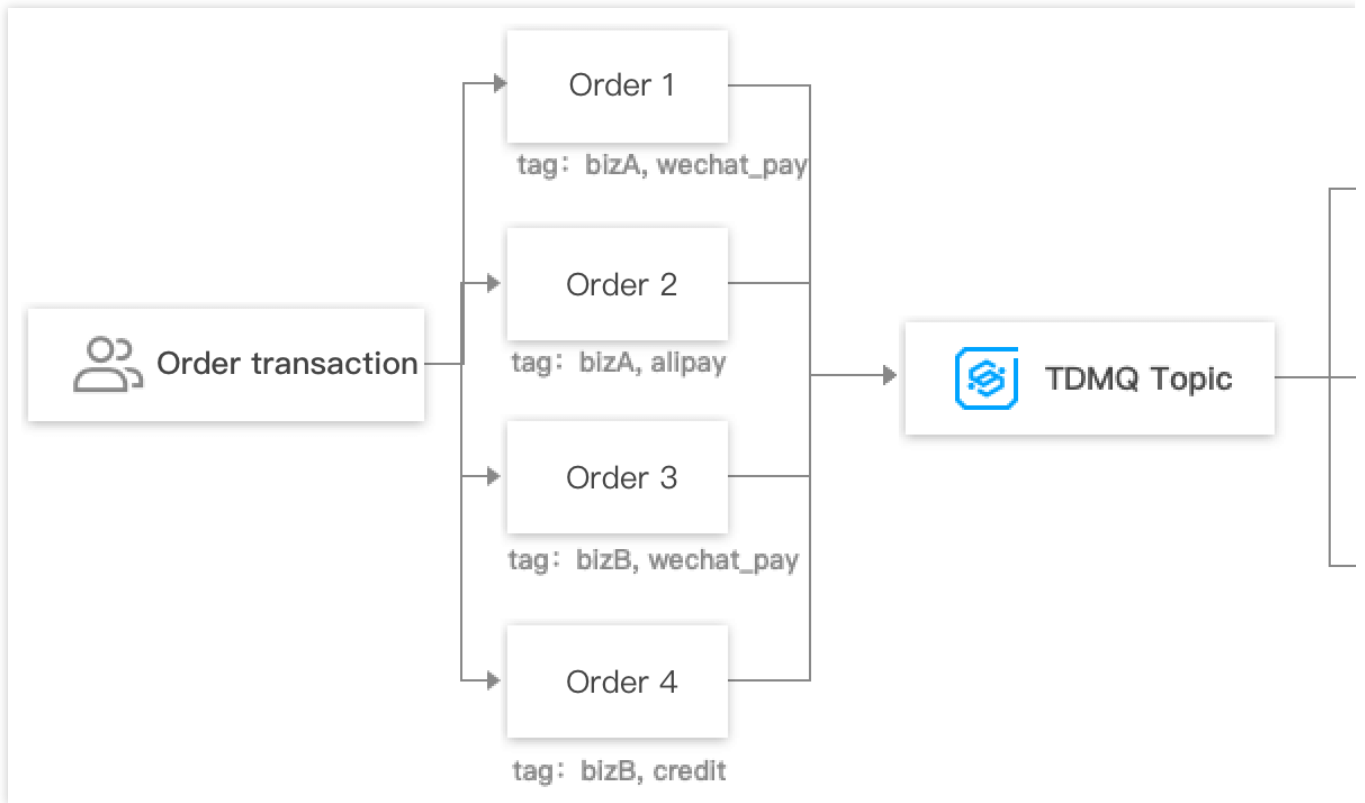 Order 1
tag：bizA, wechat_pay
Order 2
tag：bizA, alipay
Order transaction
TDMQ Topic
Order 3
tag：bizB, wechat_pay
Order 4
tag：bizB, credit